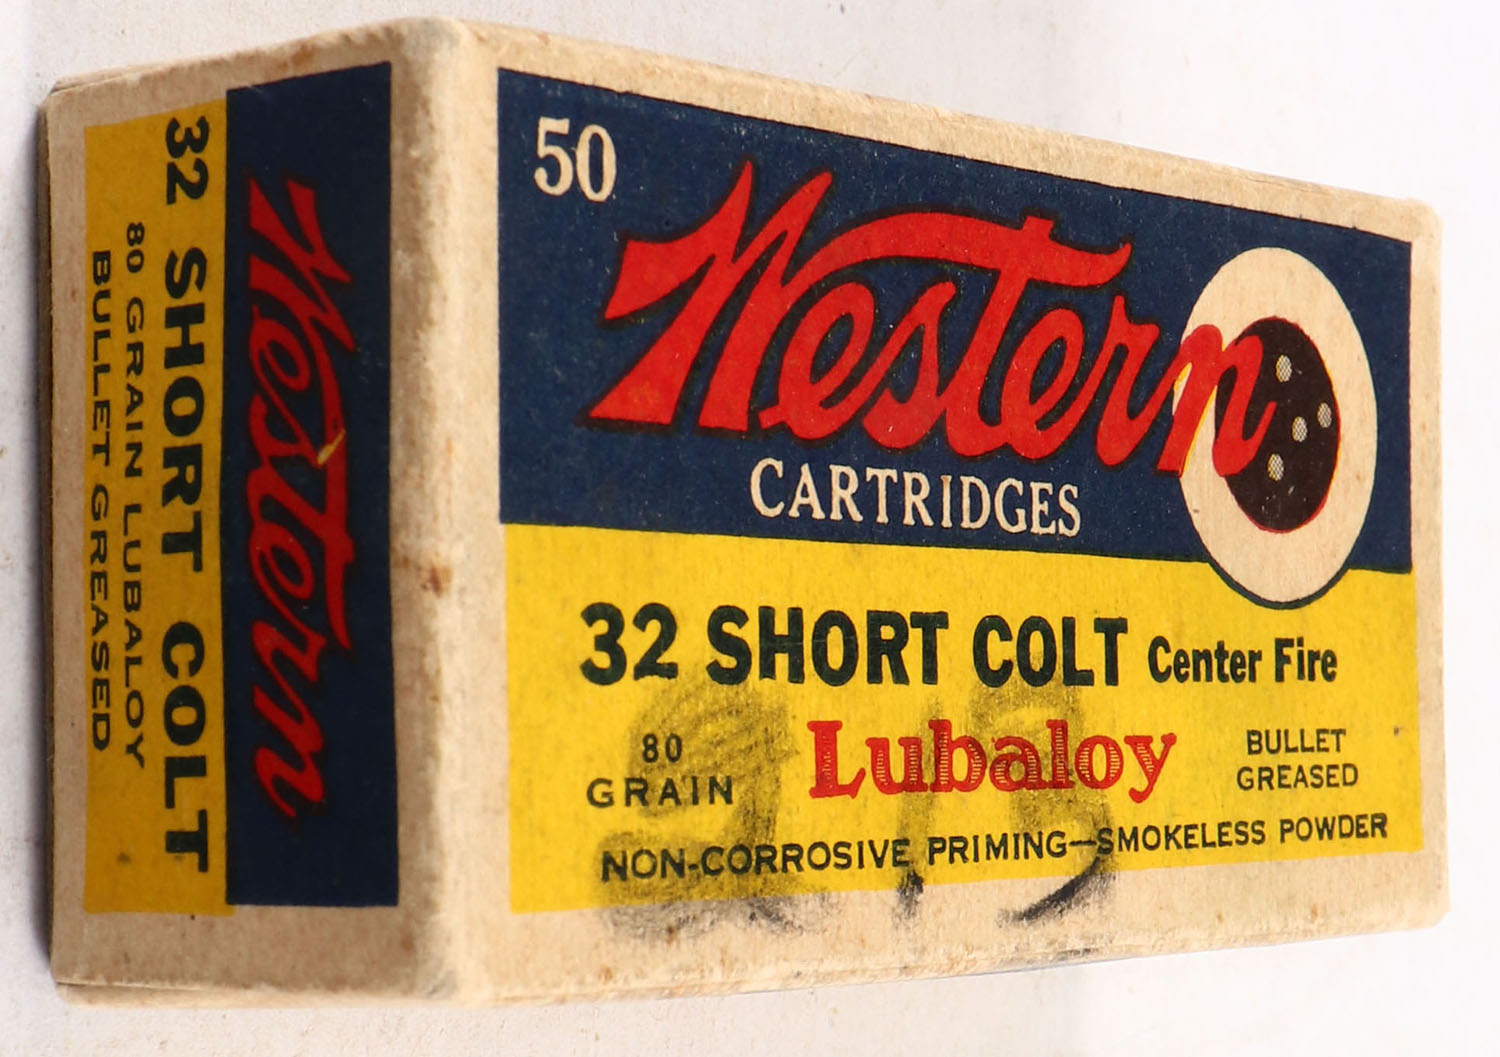 50
Western
CARTRIDGES
32 SHORT COLT Center Fire
80
GRAIN
Lubaloy
BULLET
GREASED
NON-CORROSIVE PRIMING—SMOKELESS POWDER
Western
32 SHORT COLT
80 GRAIN LUBALOY
BULLET GREASED